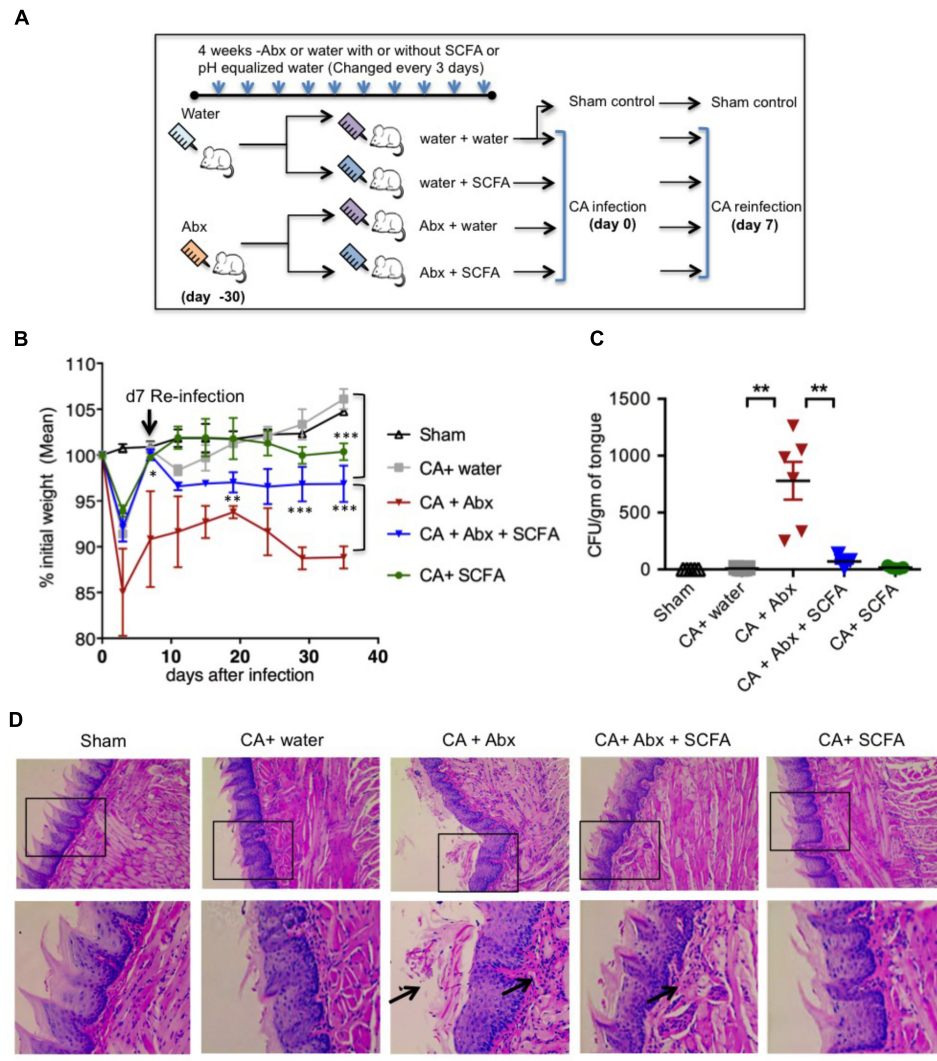 A
4 weeks -Abx or water with or without SCFA or
pH equalized water (Changed every 3 days)
Water
Sham control
Sham control
water + water
water + SCFA
CA infection
(day 0)
CA reinfection
(day 7)
Abx
Abx + water
Abx + SCFA
(day -30)
B
% initial weight (Mean)
110
105
100
95
90
85
80
d7 Re-infection
*
**
***
***
***
0
10
20
30
40
days after infection
Sham
CA+ water
CA + Abx
CA + Abx + SCFA
CA+ SCFA
C
CFU/gm of tongue
1500
1000
500
0
**
**
Sham
CA+ water
CA + Abx
CA + Abx + SCFA
CA+ SCFA
D
Sham
CA+ water
CA + Abx
CA+ Abx + SCFA
CA+ SCFA